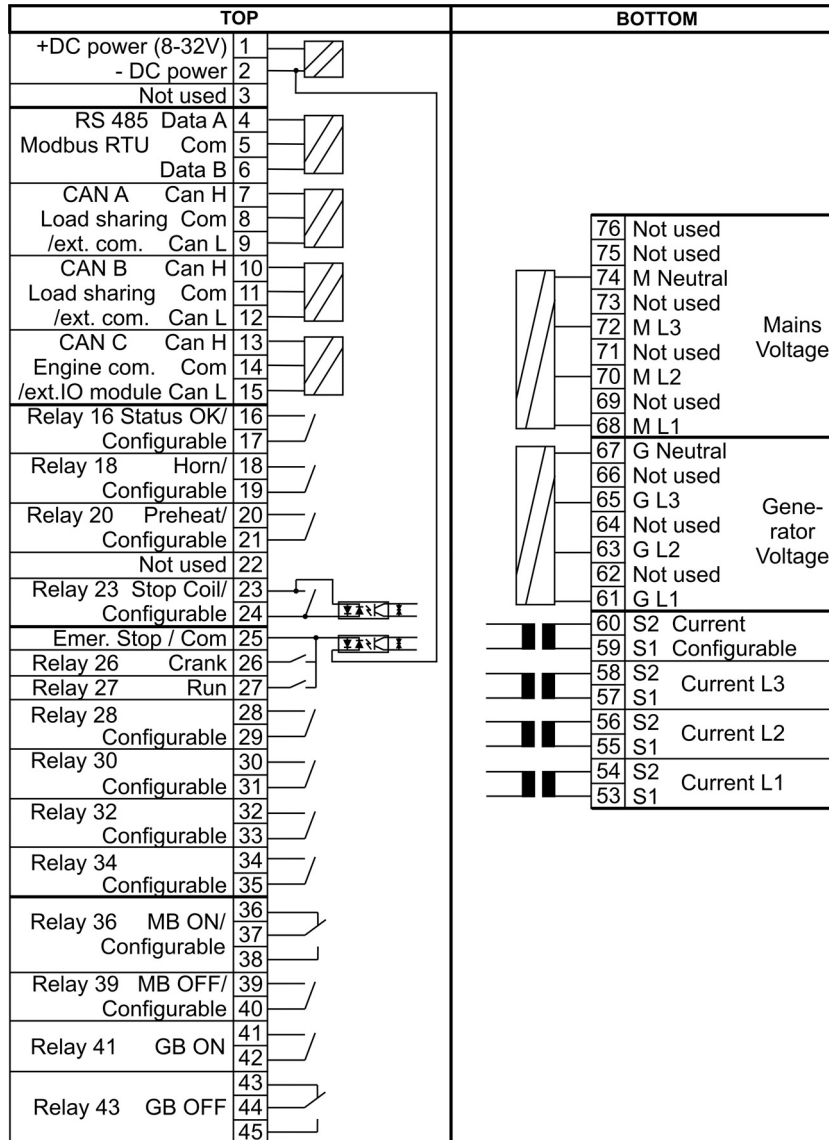 TOP
+DC power (8-32V) 1
- DC power 2
Not used 3
RS 485 Data A 4
Modbus RTU Com 5
Data B 6
CAN A Can H 7
Load sharing Com 8
/ext. com. Can L 9
CAN B Can H 10
Load sharing Com 11
/ext. com. Can L 12
CAN C Can H 13
Engine com. Com 14
/ext.IO module Can L 15
Relay 16 Status OK/ 16
Configurable 17
Relay 18 Horn/ 18
Configurable 19
Relay 20 Preheat/ 20
Configurable 21
Not used 22
Relay 23 Stop Coil/ 23
Configurable 24
Emer. Stop / Com 25
Relay 26 Crank 26
Relay 27 Run 27
Relay 28 28
Configurable 29
Relay 30 30
Configurable 31
Relay 32 32
Configurable 33
Relay 34 34
Configurable 35
36
Relay 36 MB ON/ 37
Configurable 38
Relay 39 MB OFF/ 39
Configurable 40
Relay 41 GB ON 41
42
43
Relay 43 GB OFF 44
45
BOTTOM
76 Not used
75 Not used
74 M Neutral
73 Not used
72 M L3 Mains
71 Not used Voltage
70 M L2
69 Not used
68 M L1
67 G Neutral
66 Not used
65 G L3 Gene-
64 Not used rator
63 G L2 Voltage
62 Not used
61 G L1
60 S2 Current
59 S1 Configurable
58 S2 Current L3
57 S1
56 S2 Current L2
55 S1
54 S2 Current L1
53 S1